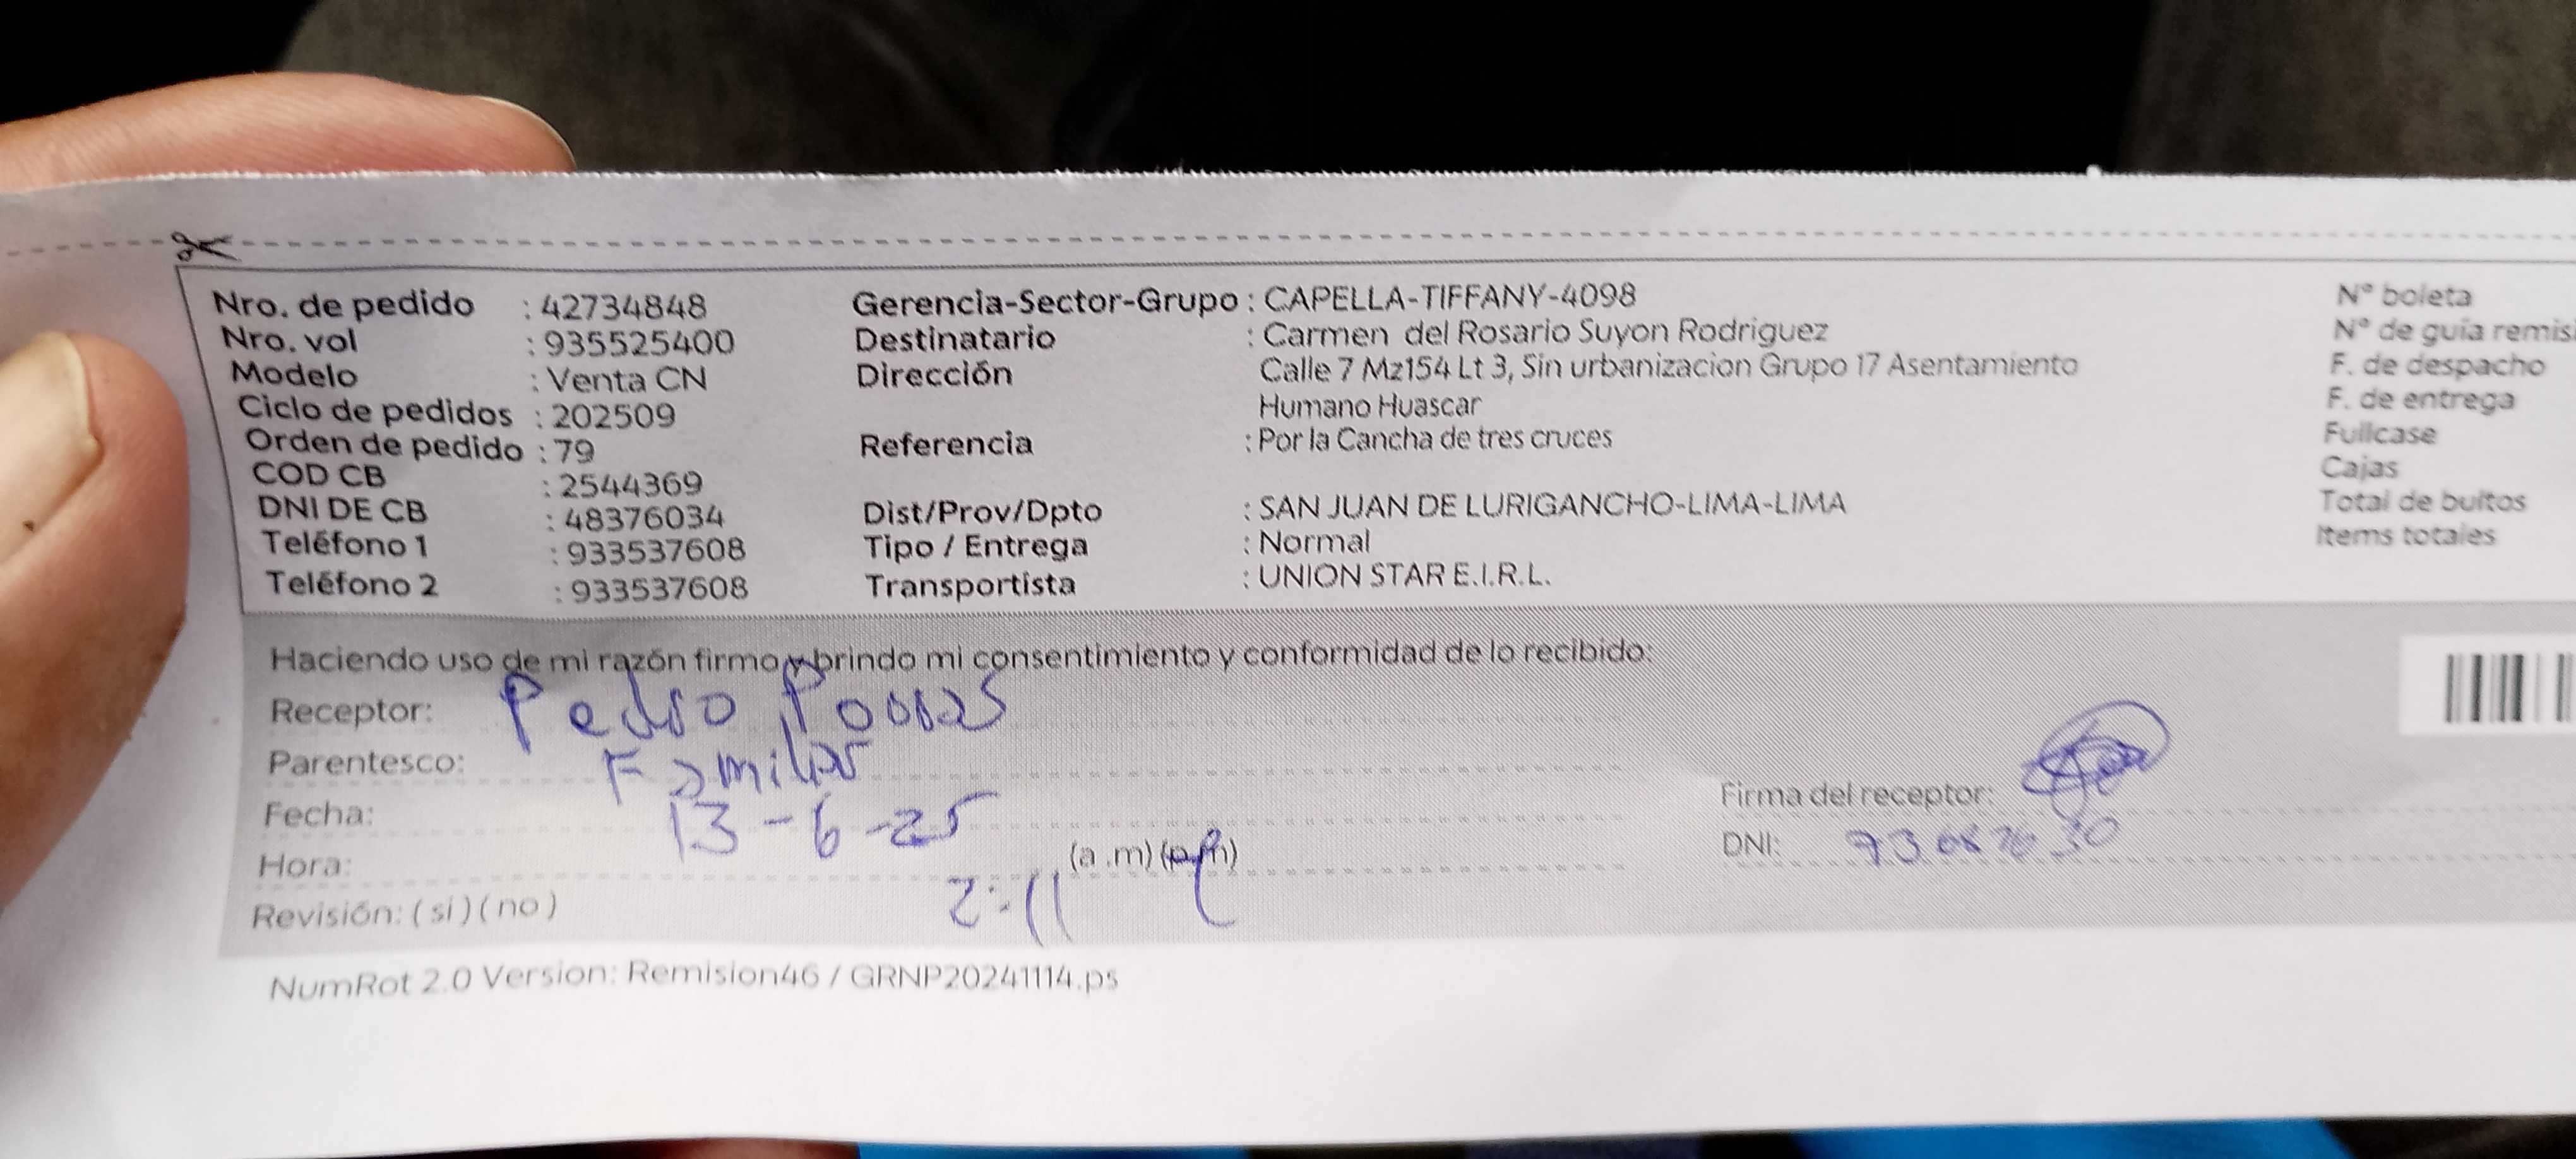 Nro. de pedido : 42734848
Nro. vol : 935525400
Modelo : Venta CN
Ciclo de pedidos : 202509
Orden de pedido : 79
COD CB : 2544369
DNI DE CB : 48376034
Teléfono 1 : 933537608
Teléfono 2 : 933537608
Gerencia-Sector-Grupo : CAPELLA-TIFFANY-4098
Destinatario : Carmen del Rosario Suyon Rodriguez
Dirección Calle 7 Mz154 Lt 3, Sin urbanizacion Grupo 17 Asentamiento
Humano Huascar
Referencia : Por la Cancha de tres cruces
Dist/Prov/Dpto : SAN JUAN DE LURIGANCHO-LIMA-LIMA
Tipo / Entrega : Normal
Transportista : UNION STAR E.I.R.L.
N° boleta
N° de guía remisi
F. de despacho
F. de entrega
Fullcase
Cajas
Total de bultos
Items totales
Haciendo uso de mi razón firmo y brindo mi consentimiento y conformidad de lo recibido:
Receptor: Pedro
Parentesco: Familiar
Fecha: 13-6-25
Hora: 2:11 (a .m) (p.m)
Revisión: ( sí ) ( no )
Firma del receptor:
DNI:
NumRot 2.0 Version: Remision46 / GRNP20241114.ps